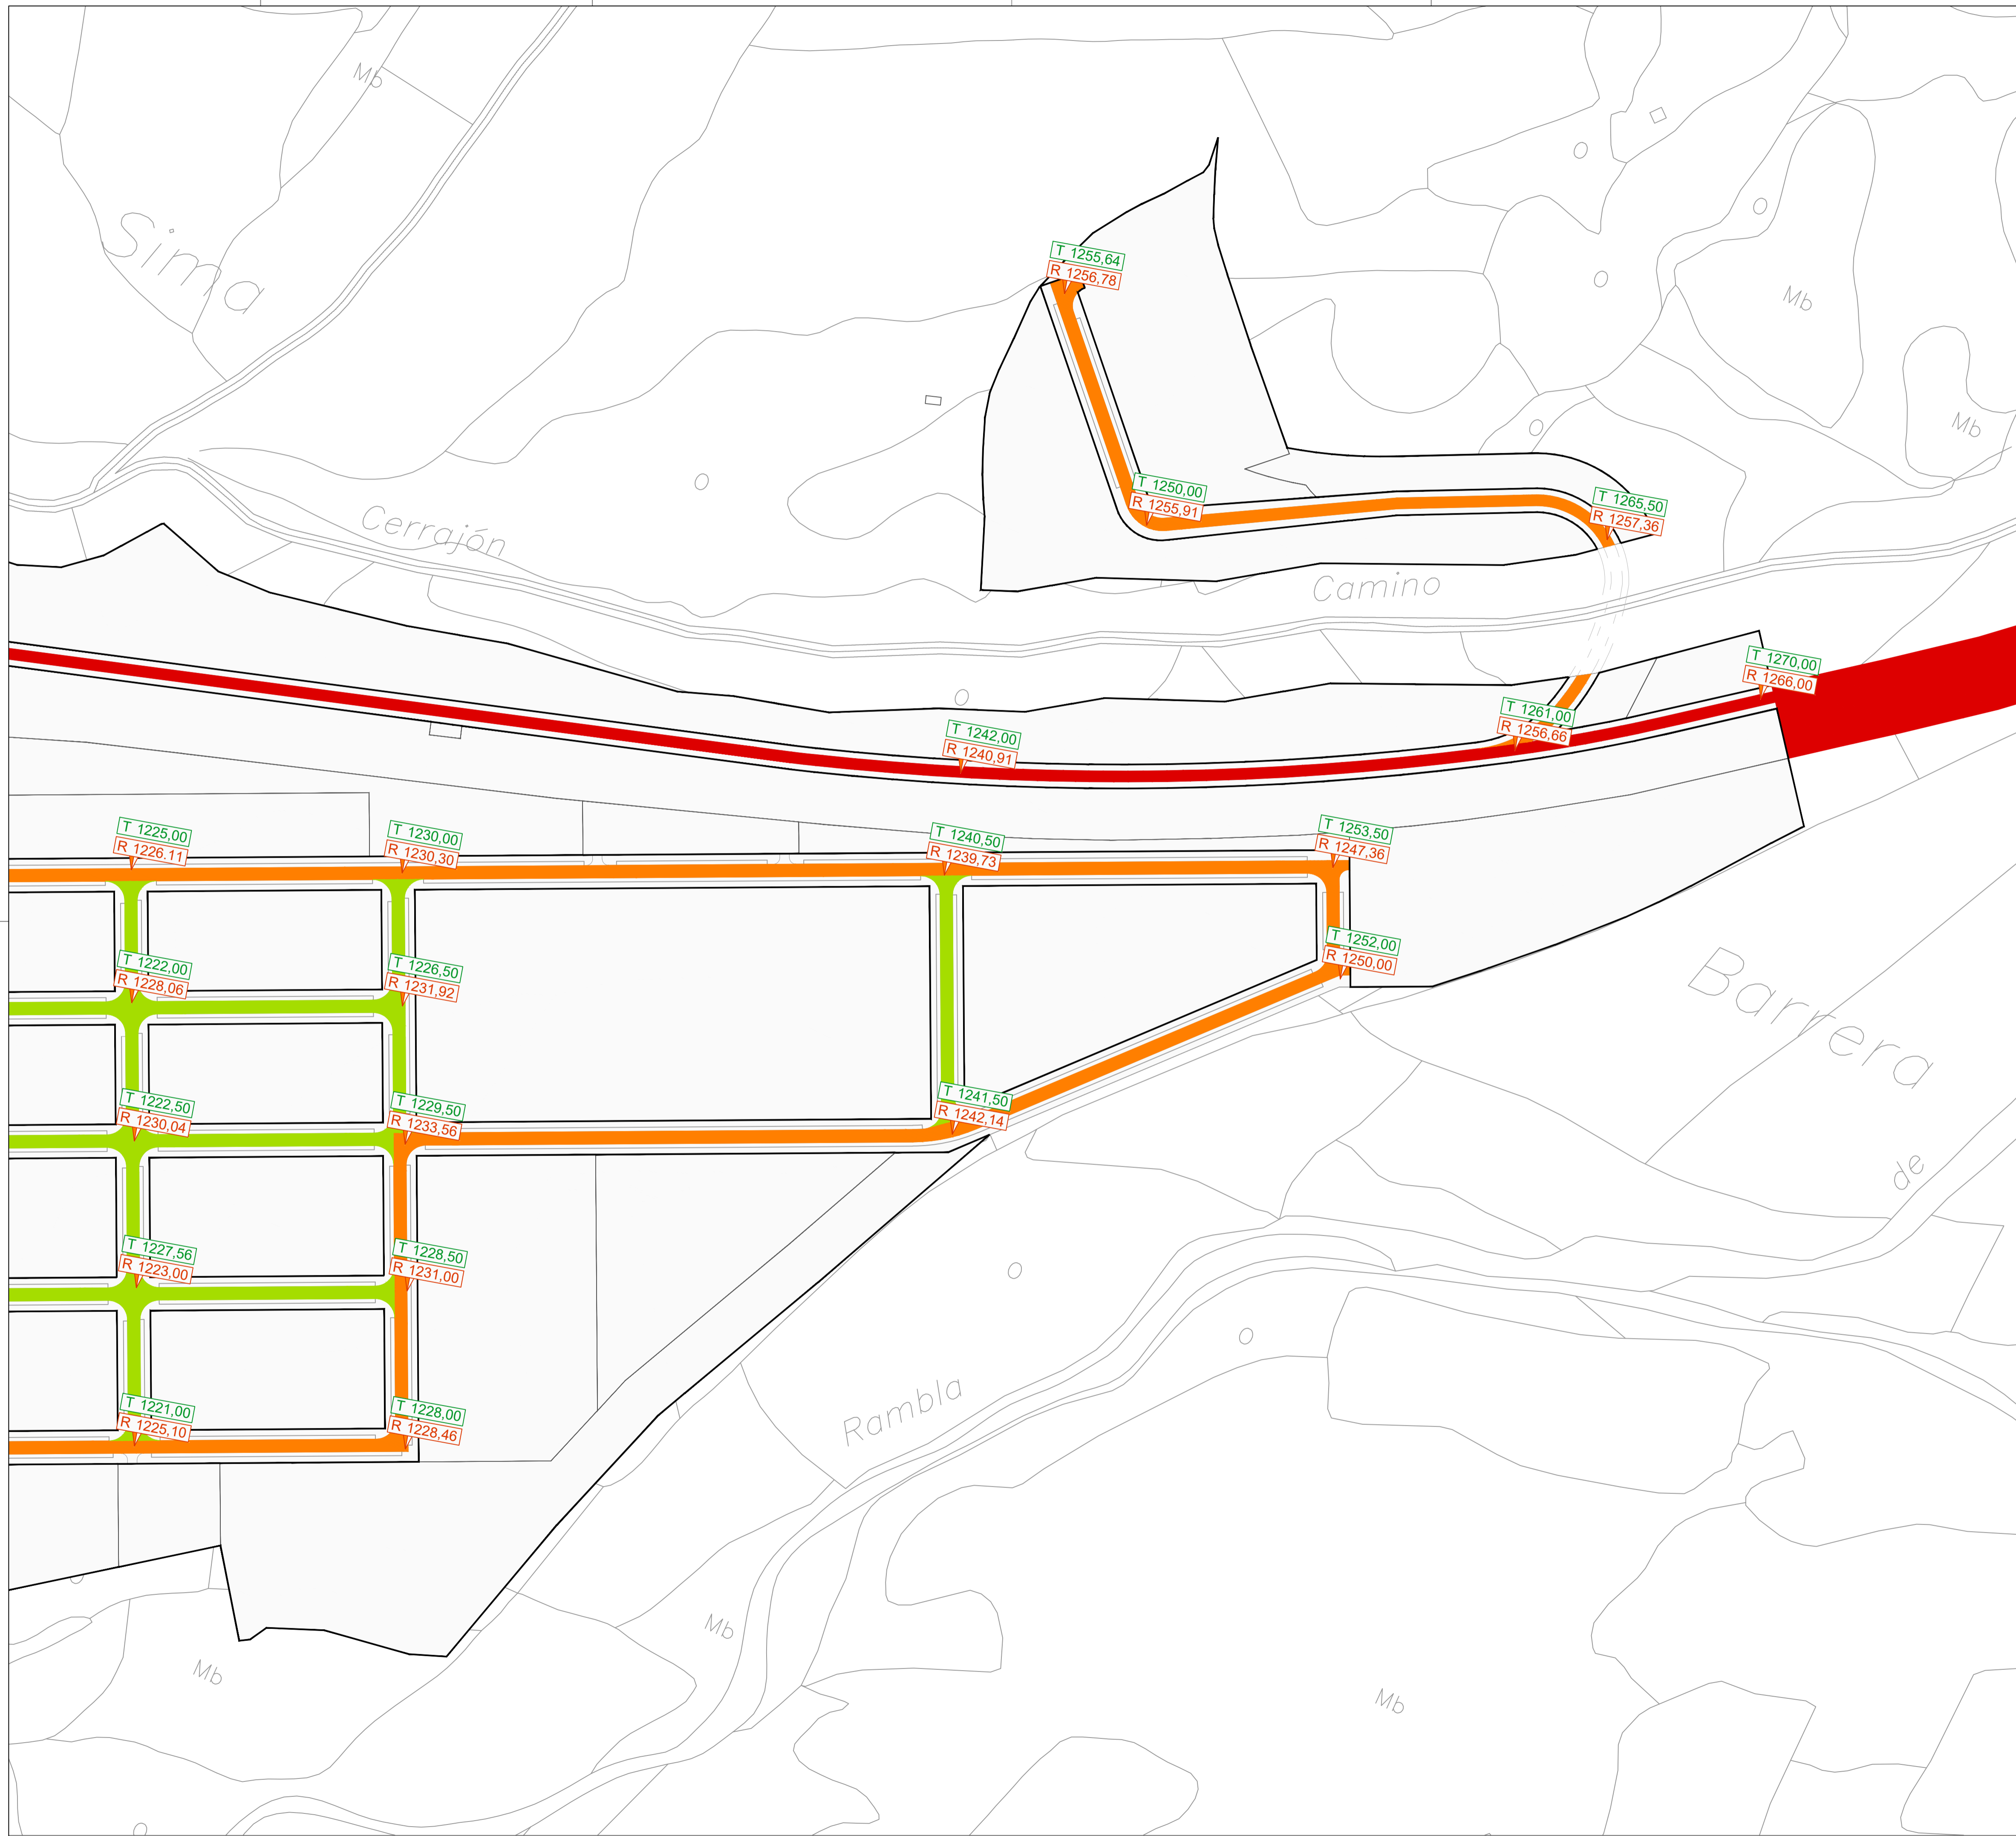 Mb
Sima
Mb
Mb
T 1255,64
R 1256,78
T 1250,00
R 1255,91
T 1265,50
R 1257,36
Cerrajón
Camino
T 1270,00
R 1266,00
T 1261,00
R 1256,66
T 1242,00
R 1240,91
T 1225,00
R 1226.11
T 1230,00
R 1230,30
T 1240,50
R 1239,73
T 1253,50
R 1247,36
T 1222,00
R 1228,06
T 1226,50
R 1231,92
T 1252,00
R 1250,00
Barrera
T 1222,50
R 1230,04
T 1229,50
R 1233,56
T 1241,50
R 1242,14
de
T 1227,56
R 1223,00
T 1228,50
R 1231,00
T 1221,00
R 1225,10
T 1228,00
R 1228,46
Rambla
Mb
Mb
Mb